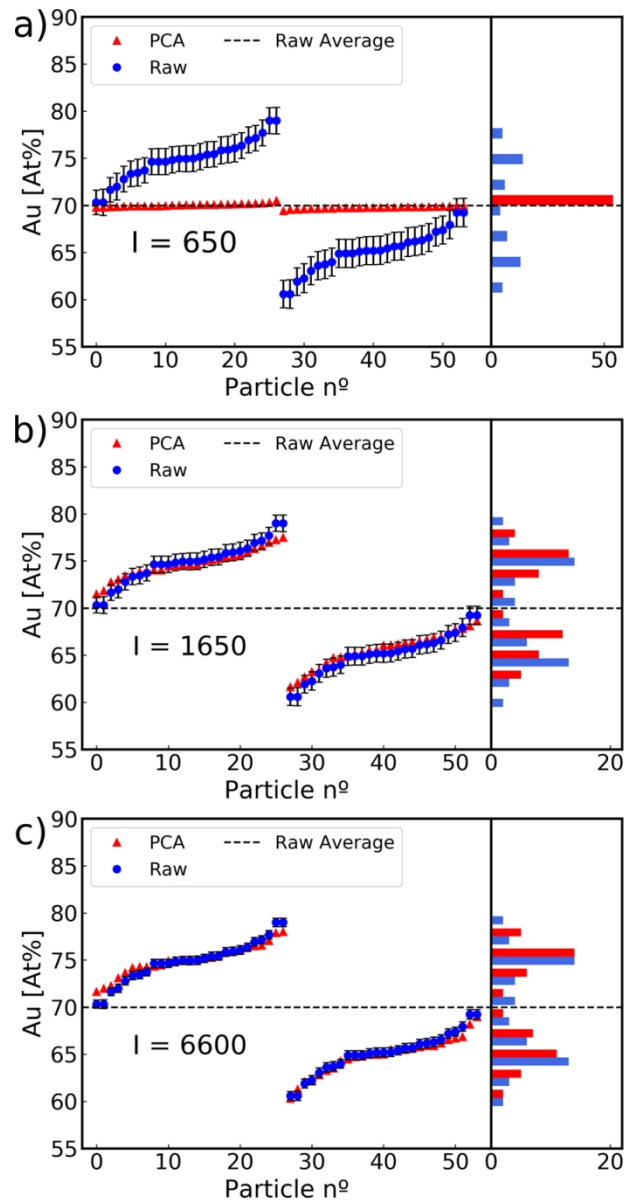 a)
90
85
80
75
70
65
60
55
Au [At%]
PCA
Raw
Raw Average
I = 650
0 10 20 30 40 50
0 50
Particle nº
b)
90
85
80
75
70
65
60
55
Au [At%]
PCA
Raw
Raw Average
I = 1650
0 10 20 30 40 50
0 20
Particle nº
c)
90
85
80
75
70
65
60
55
Au [At%]
PCA
Raw
Raw Average
I = 6600
0 10 20 30 40 50
0 20
Particle nº